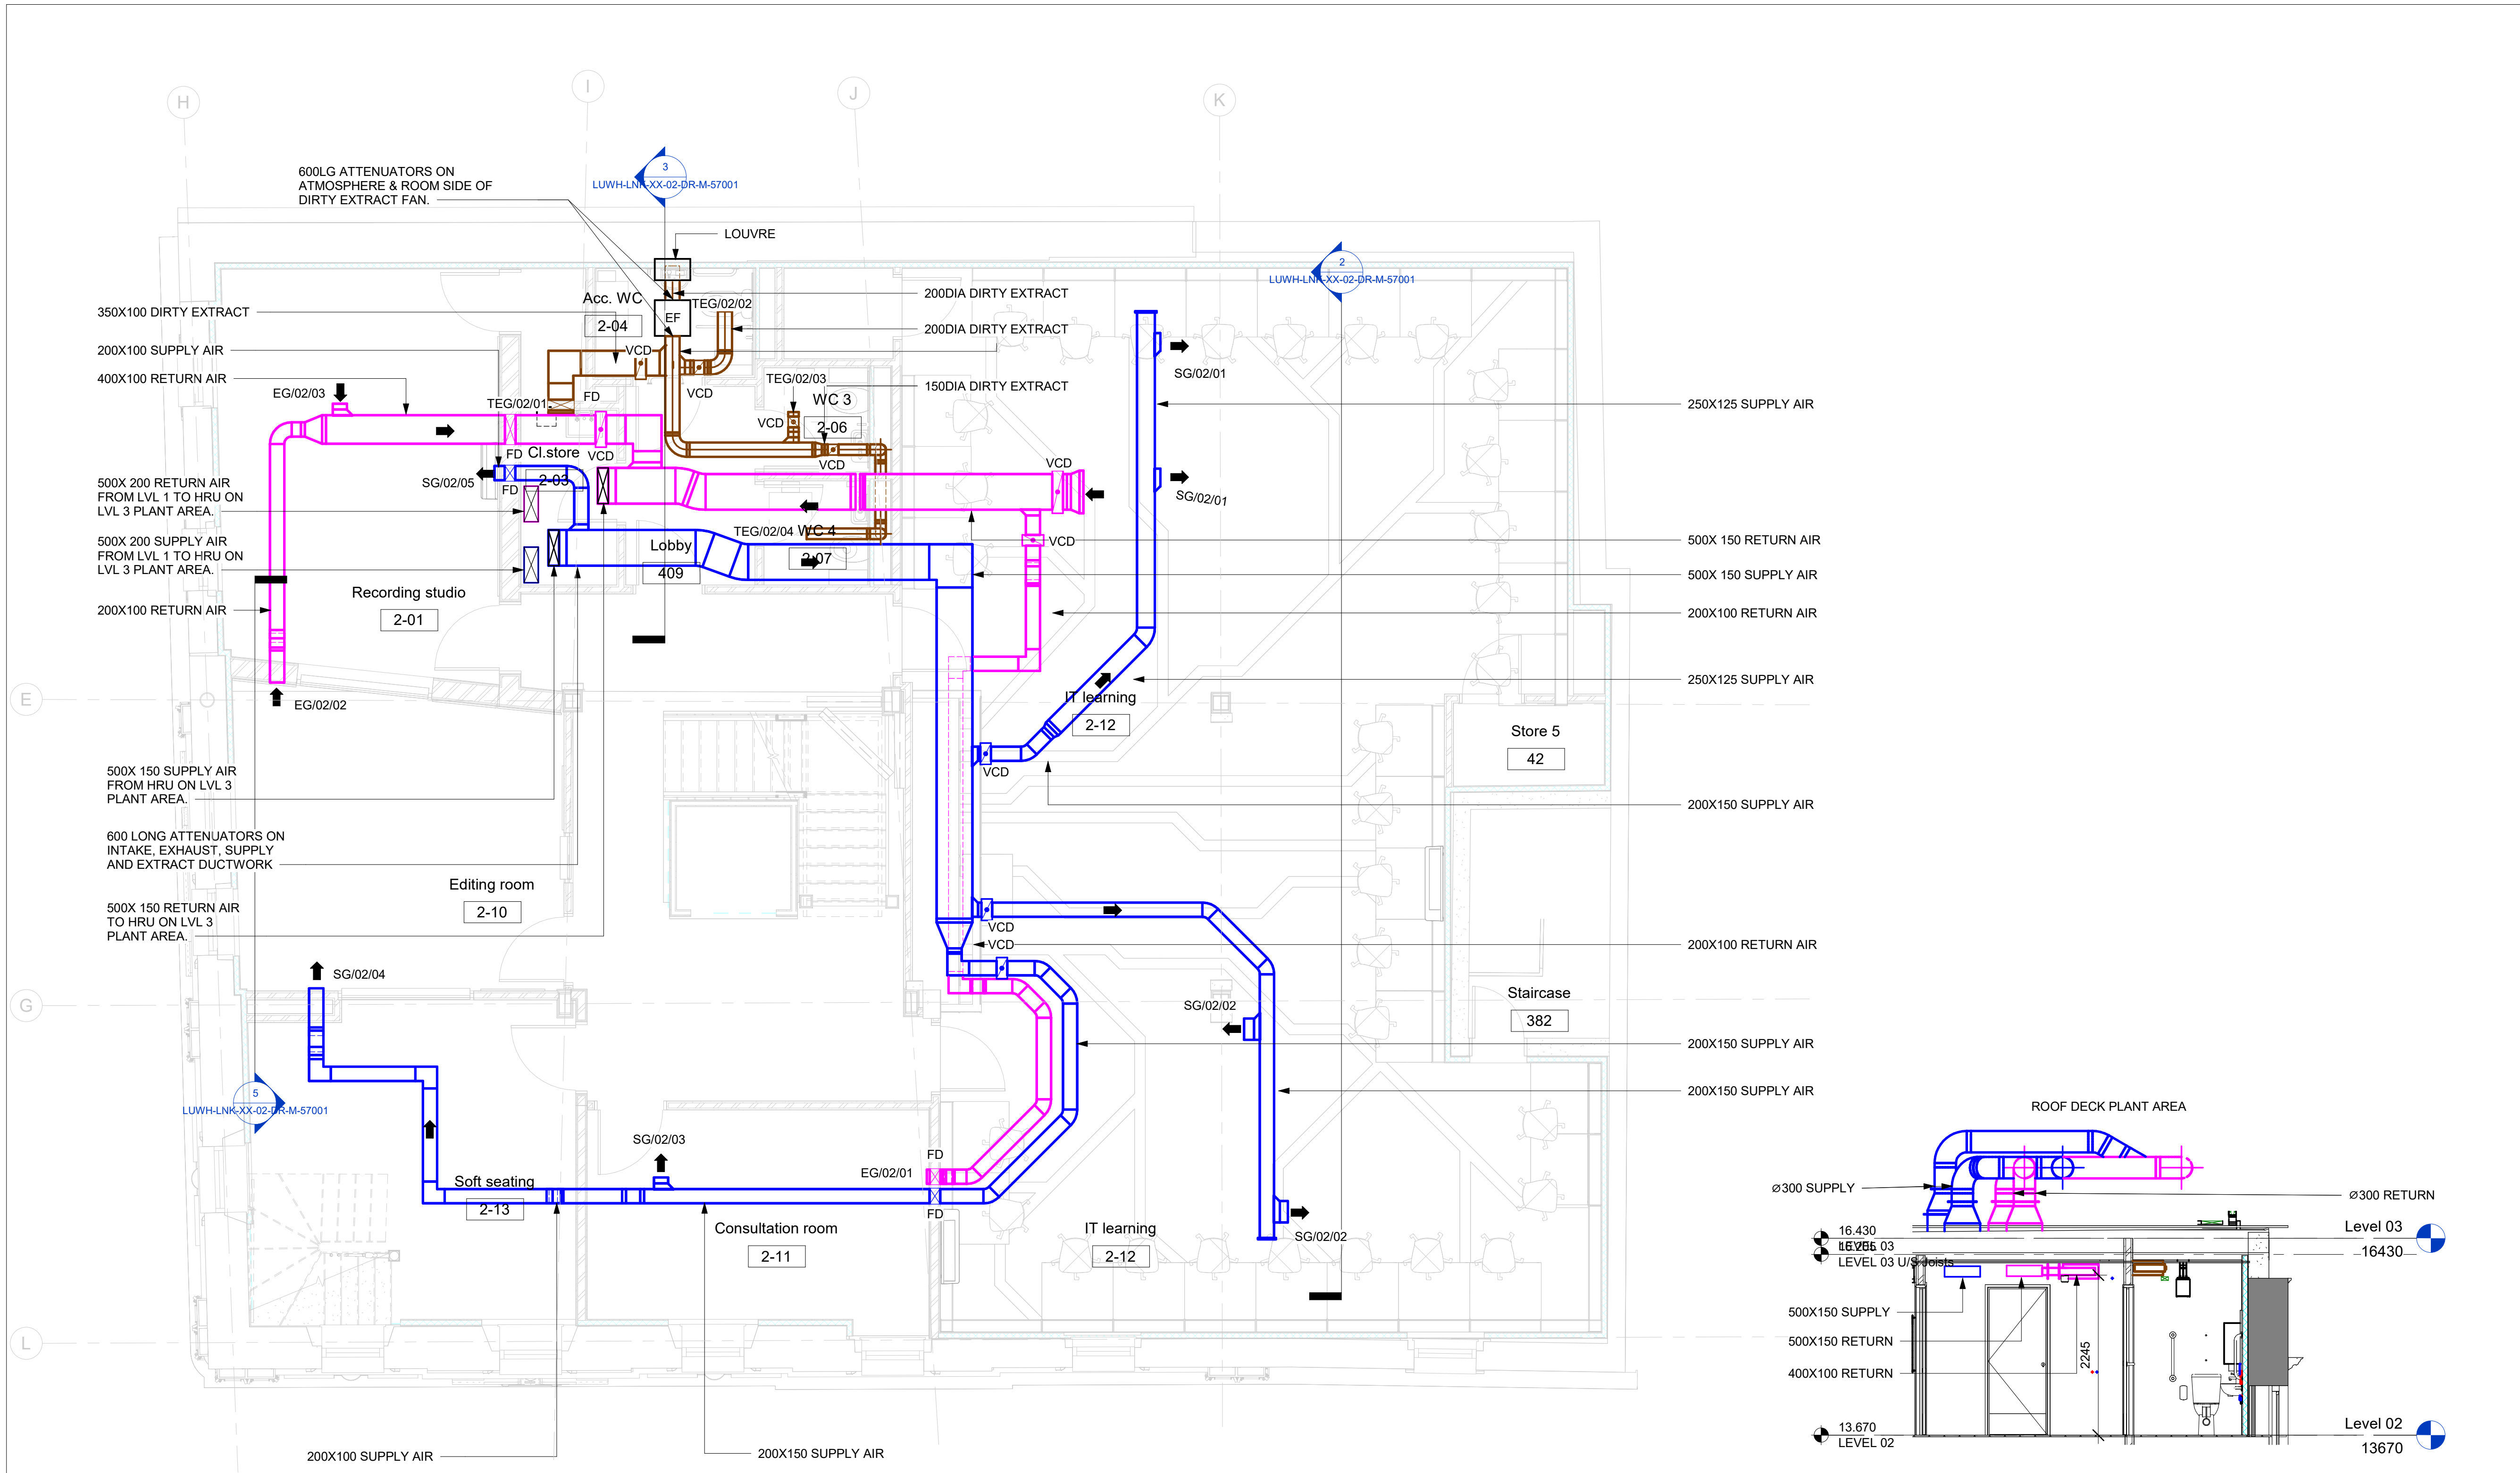 H
I
J
K
600LG ATTENUATORS ON
ATMOSPHERE & ROOM SIDE OF
DIRTY EXTRACT FAN.
3
LUWH-LNK-XX-02-DR-M-57001
LOUVRE
2
LUWH-LNK-XX-02-DR-M-57001
350X100 DIRTY EXTRACT
200X100 SUPPLY AIR
400X100 RETURN AIR
EG/02/03
Acc. WC
2-04
EF
TEG/02/02
200DIA DIRTY EXTRACT
200DIA DIRTY EXTRACT
VCD
VCD
TEG/02/03
150DIA DIRTY EXTRACT
WC 3
2-06
VCD
VCD
TEG/02/01
FD
FD
VCD
Cl.store
2-03
SG/02/05
FD
VCD
VCD
SG/02/01
SG/02/01
250X125 SUPPLY AIR
500X 200 RETURN AIR
FROM LVL 1 TO HRU ON
LVL 3 PLANT AREA.
500X 200 SUPPLY AIR
FROM LVL 1 TO HRU ON
LVL 3 PLANT AREA.
200X100 RETURN AIR
Recording studio
2-01
Lobby
409
TEG/02/04
WC 4
2-07
500X 150 RETURN AIR
500X 150 SUPPLY AIR
200X100 RETURN AIR
250X125 SUPPLY AIR
E
EG/02/02
IT learning
2-12
Store 5
42
VCD
200X150 SUPPLY AIR
500X 150 SUPPLY AIR
FROM HRU ON LVL 3
PLANT AREA.
600 LONG ATTENUATORS ON
INTAKE, EXHAUST, SUPPLY
AND EXTRACT DUCTWORK
500X 150 RETURN AIR
TO HRU ON LVL 3
PLANT AREA.
Editing room
2-10
VCD
VCD
200X100 RETURN AIR
SG/02/04
G
SG/02/02
Staircase
382
200X150 SUPPLY AIR
200X150 SUPPLY AIR
5
LUWH-LNK-XX-02-DR-M-57001
SG/02/03
EG/02/01
FD
FD
Soft seating
2-13
Consultation room
2-11
IT learning
2-12
SG/02/02
L
200X100 SUPPLY AIR
200X150 SUPPLY AIR
ROOF DECK PLANT AREA
Ø300 SUPPLY
Ø300 RETURN
16.430
LEVEL 03
16.205
LEVEL 03 U/S Joists
Level 03
16430
500X150 SUPPLY
500X150 RETURN
400X100 RETURN
2245
13.670
LEVEL 02
Level 02
13670